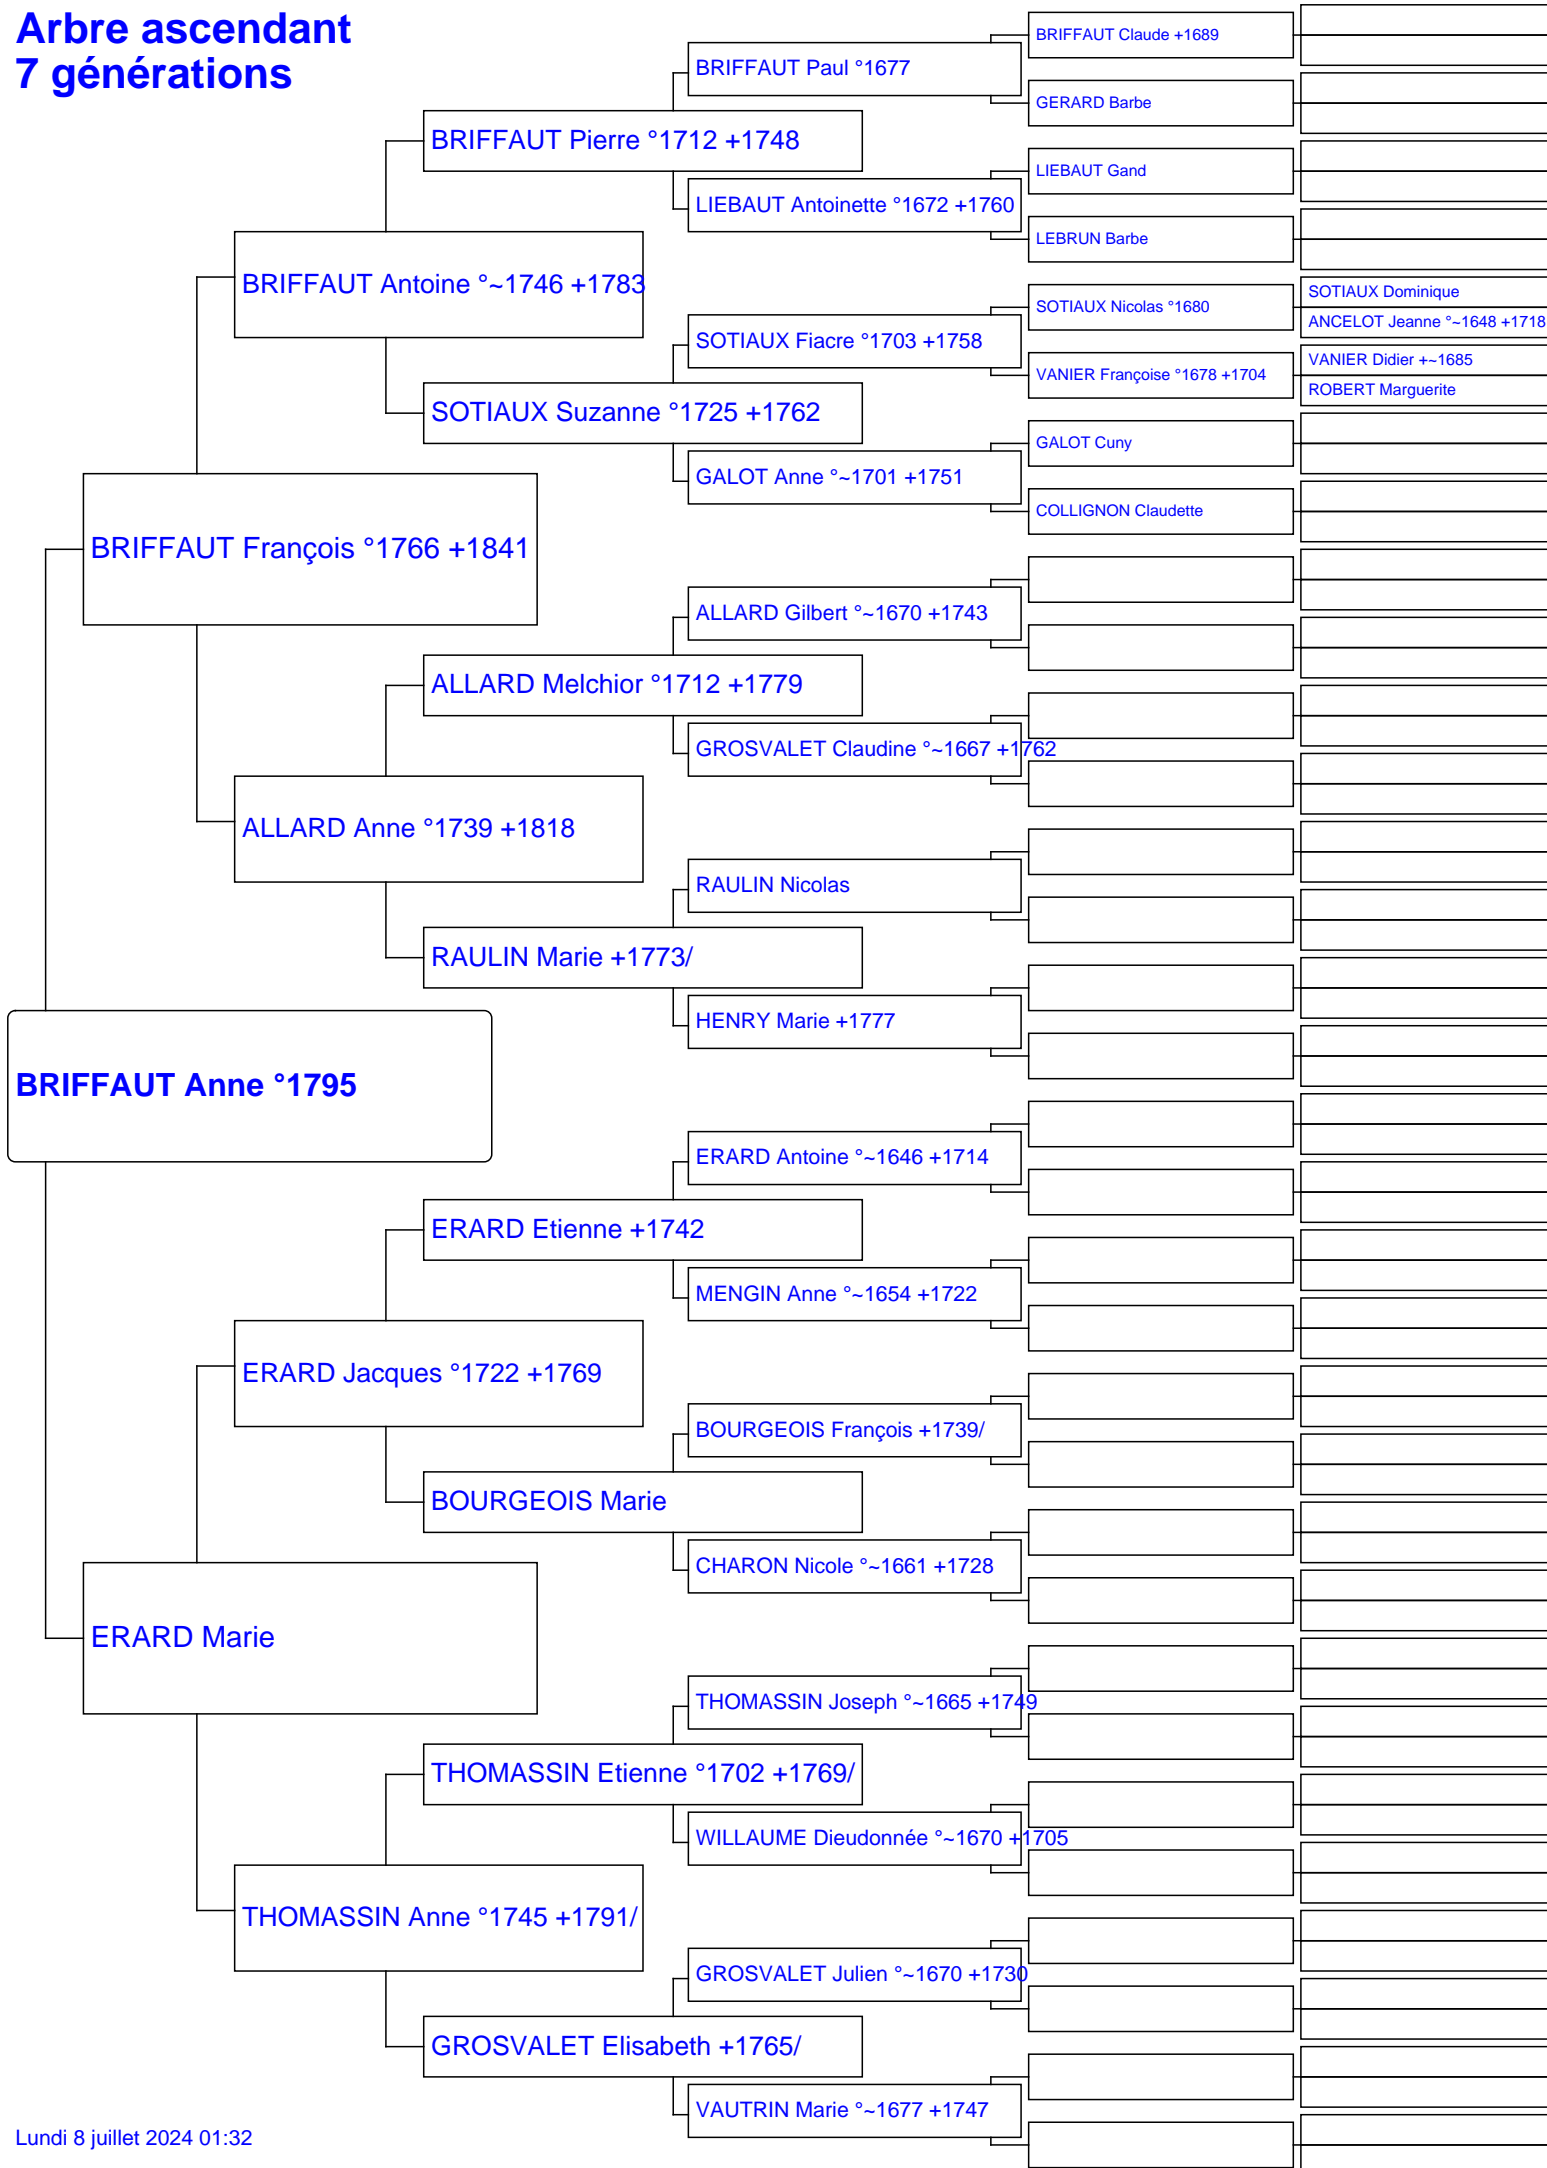 Arbre ascendant
7 générations
BRIFFAUT Anne °1795
BRIFFAUT François °1766 +1841
ERARD Marie
BRIFFAUT Antoine °~1746 +1783
ALLARD Anne °1739 +1818
ERARD Jacques °1722 +1769
THOMASSIN Anne °1745 +1791/
BRIFFAUT Pierre °1712 +1748
SOTIAUX Suzanne °1725 +1762
ALLARD Melchior °1712 +1779
RAULIN Marie +1773/
ERARD Etienne +1742
BOURGEOIS Marie
THOMASSIN Etienne °1702 +1769/
GROSVALET Elisabeth +1765/
BRIFFAUT Paul °1677
LIEBAUT Antoinette °1672 +1760
SOTIAUX Fiacre °1703 +1758
GALOT Anne °~1701 +1751
ALLARD Gilbert °~1670 +1743
GROSVALET Claudine °~1667 +1762
RAULIN Nicolas
HENRY Marie +1777
ERARD Antoine °~1646 +1714
MENGIN Anne °~1654 +1722
BOURGEOIS François +1739/
CHARON Nicole °~1661 +1728
THOMASSIN Joseph °~1665 +1749
WILLAUME Dieudonnée °~1670 +1705
GROSVALET Julien °~1670 +1730
VAUTRIN Marie °~1677 +1747
BRIFFAUT Claude +1689
GERARD Barbe
LIEBAUT Gand
LEBRUN Barbe
SOTIAUX Nicolas °1680
VANIER Françoise °1678 +1704
GALOT Cuny
COLLIGNON Claudette
SOTIAUX Dominique
ANCELOT Jeanne °~1648 +1718
VANIER Didier +~1685
ROBERT Marguerite
Lundi 8 juillet 2024 01:32